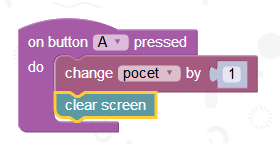 on button A pressed
do change pocet by 1
clear screen